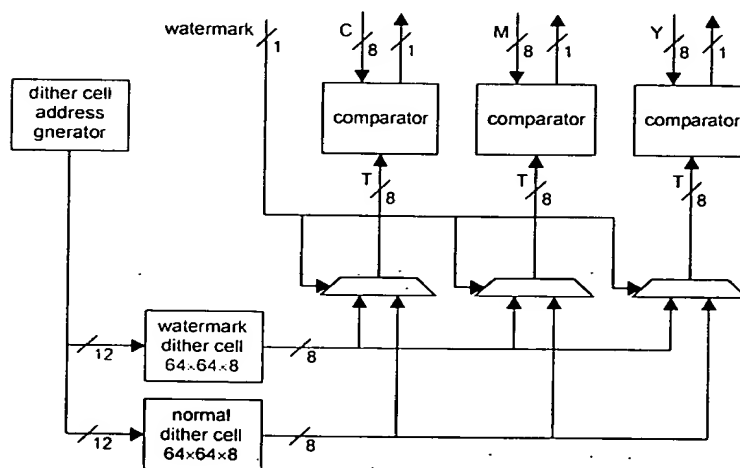 watermark
1
C
8
1
M
8
1
Y
8
1
dither cell
address
gnerator
comparator
comparator
comparator
T
8
T
8
T
8
12
watermark
dither cell
64×64×8
8
12
normal
dither cell
64×64×8
8